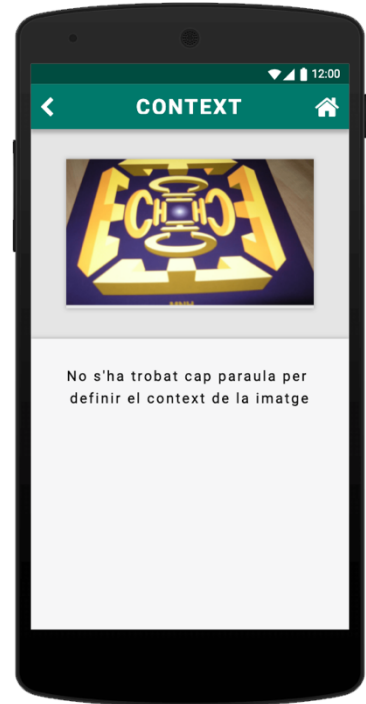 12:00
CONTEXT
No s'ha trobat cap paraula per
definir el context de la imatge